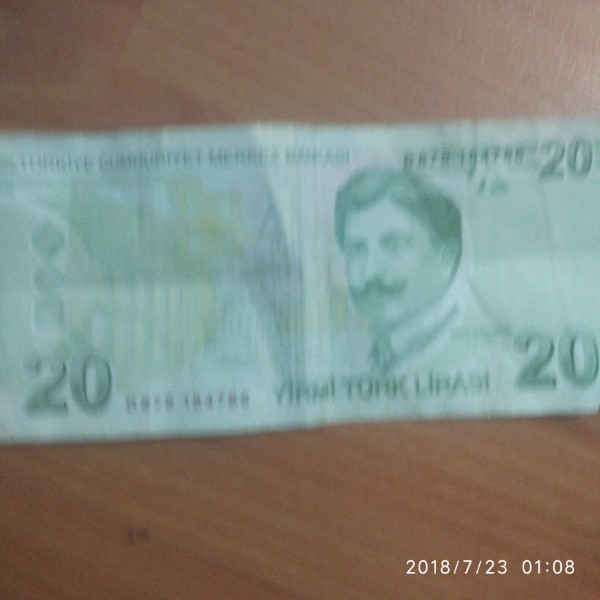 TÜRKİYE CUMHURİYET MERKEZ BANKASI
20
20
YİRMİ TÜRK LİRASI
20
2018/7/23 01:08